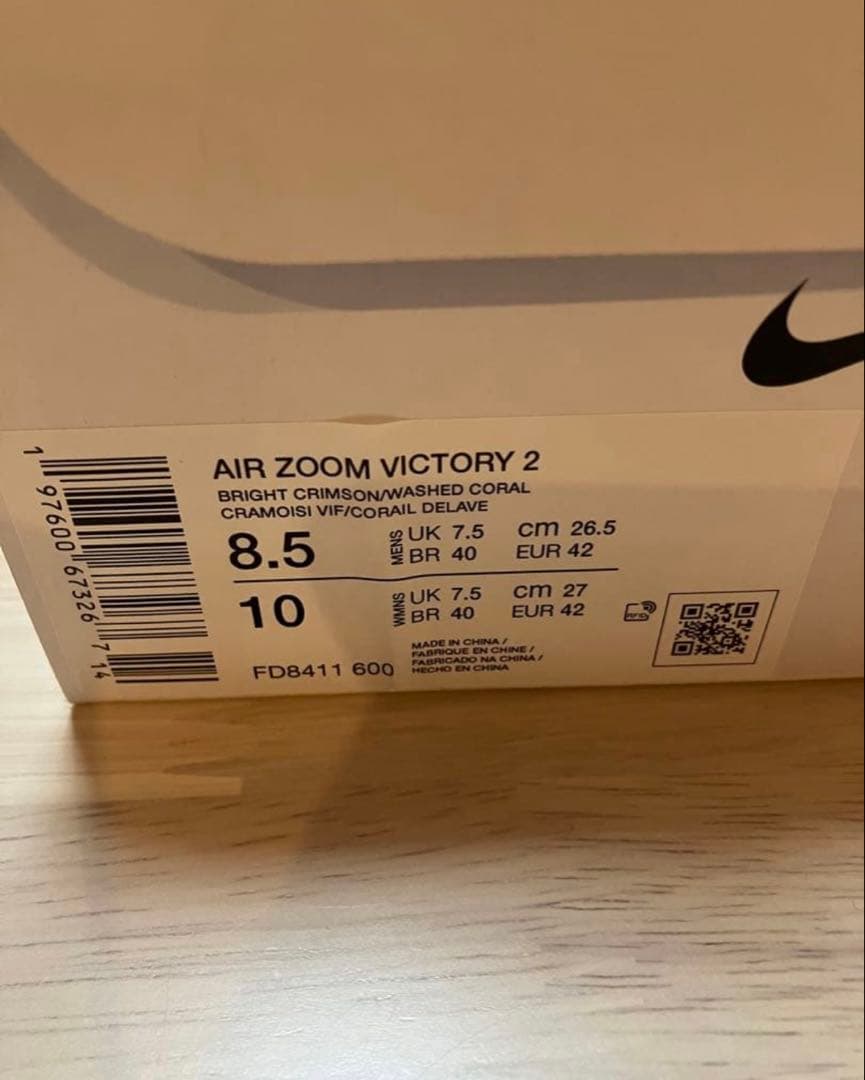 AIR ZOOM VICTORY 2
BRIGHT CRIMSON/WASHED CORAL
CRAMOISI VIF/CORAIL DELAVE
8.5 MENS UK 7.5 cm 26.5
BR 40 EUR 42
10 WMNS UK 7.5 cm 27
BR 40 EUR 42
FD8411 600
MADE IN CHINA /
FABRIQUE EN CHINE /
FABRICADO NA CHINA /
HECHO EN CHINA
RFID
1 97600 67326 7 14